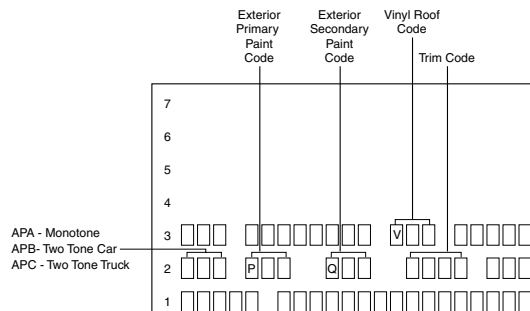 Exterior
Primary
Paint
Code
Exterior
Secondary
Paint
Code
Vinyl Roof
Code
Trim Code
7
6
5
4
3
V
APA - Monotone
APB- Two Tone Car
APC - Two Tone Truck
2
P
Q
1